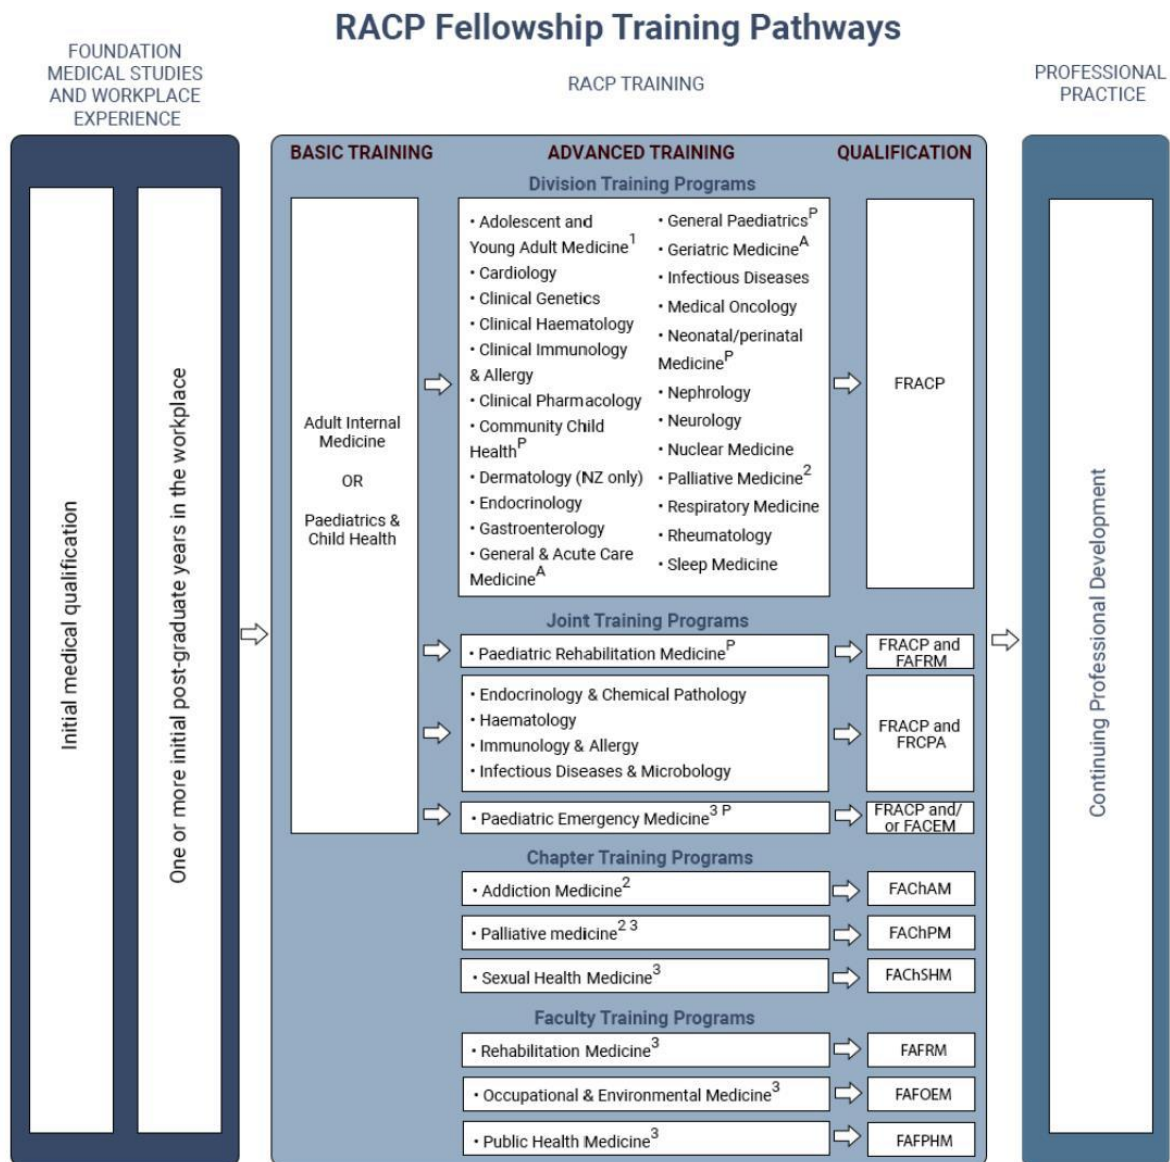 RACP Fellowship Training Pathways
FOUNDATION
MEDICAL STUDIES
AND WORKPLACE
EXPERIENCE
RACP TRAINING
PROFESSIONAL
PRACTICE
Initial medical qualification
One or more initial post-graduate years in the workplace
BASIC TRAINING
ADVANCED TRAINING
QUALIFICATION
Division Training Programs
Adult Internal
Medicine
OR
Paediatrics &
Child Health
• Adolescent and
Young Adult Medicine1
• Cardiology
• Clinical Genetics
• Clinical Haematology
• Clinical Immunology
& Allergy
• Clinical Pharmacology
• Community Child
HealthP
• Dermatology (NZ only)
• Endocrinology
• Gastroenterology
• General & Acute Care
MedicineA
• General PaediatricsP
• Geriatric MedicineA
• Infectious Diseases
• Medical Oncology
• Neonatal/perinatal
MedicineP
• Nephrology
• Neurology
• Nuclear Medicine
• Palliative Medicine2
• Respiratory Medicine
• Rheumatology
• Sleep Medicine
FRACP
Joint Training Programs
• Paediatric Rehabilitation MedicineP
FRACP and
FAFRM
• Endocrinology & Chemical Pathology
• Haematology
• Immunology & Allergy
• Infectious Diseases & Microbology
FRACP and
FRCPA
• Paediatric Emergency Medicine3 P
FRACP and/
or FACEM
Chapter Training Programs
• Addiction Medicine2
FAChAM
• Palliative medicine2 3
FAChPM
• Sexual Health Medicine3
FAChSHM
Faculty Training Programs
• Rehabilitation Medicine3
FAFRM
• Occupational & Environmental Medicine3
FAFOEM
• Public Health Medicine3
FAFPHM
Continuing Professional Development